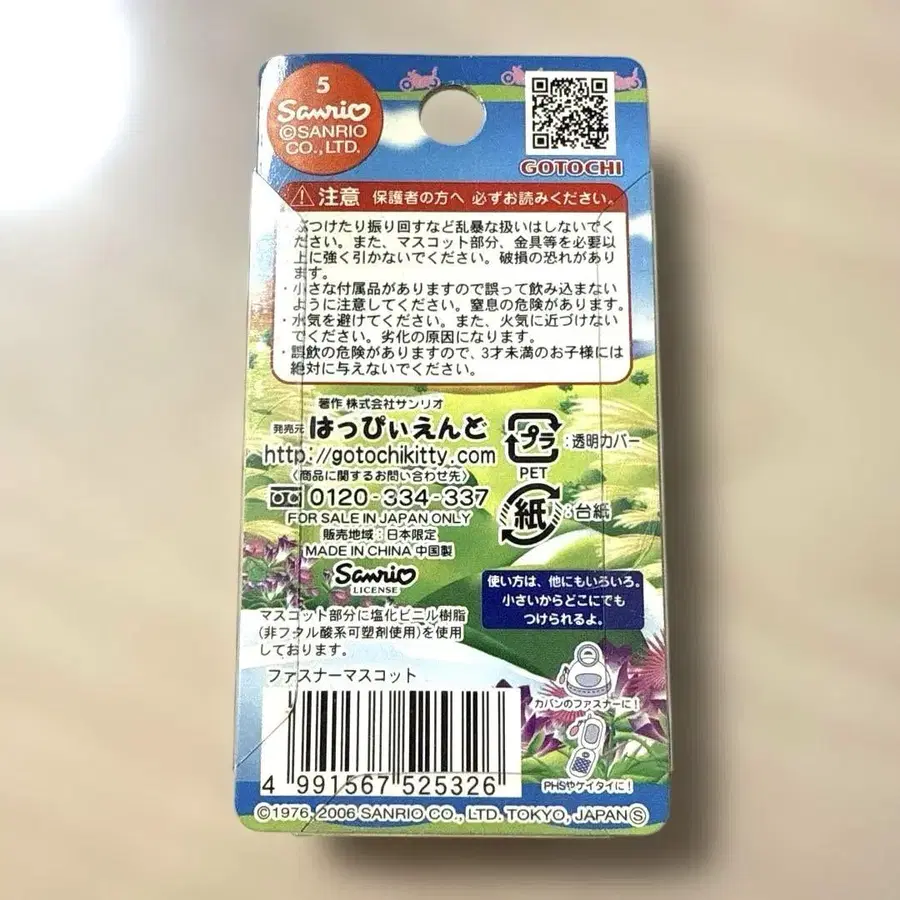 5
Sanrio
©SANRIO
CO., LTD.
GOTOCHI
⚠注意 保護者の方へ 必ずお読みください。
・ぶつけたり振り回すなど乱暴な扱いはしないでく
ださい。また、マスコット部分、金具等を必要以
上に強く引かないでください。破損の恐れがあり
ます。
・小さな付属品がありますので誤って飲み込まない
ように注意してください。窒息の危険があります。
・水気を避けてください。また、火気に近づけない
でください。劣化の原因になります。
・誤飲の危険がありますので、3才未満のお子様には
絶対に与えないでください。
著作 株式会社サンリオ
発売元 はっぴぃえんど
http://gotochikitty.com
〈商品に関するお問い合わせ先〉
0120-334-337
FOR SALE IN JAPAN ONLY
販売地域：日本限定
MADE IN CHINA 中国製
Sanrio
LICENSE
プラ :透明カバー
PET
紙 :台紙
マスコット部分に塩化ビニル樹脂
(非フタル酸系可塑剤使用)を使用
しております。
使い方は、他にもいろいろ。
小さいからどこにでも
つけられるよ。
カバンのファスナーに!
PHSやケイタイに!
ファスナーマスコット
4 991567 525326
©1976, 2006 SANRIO CO., LTD. TOKYO, JAPAN Ⓢ